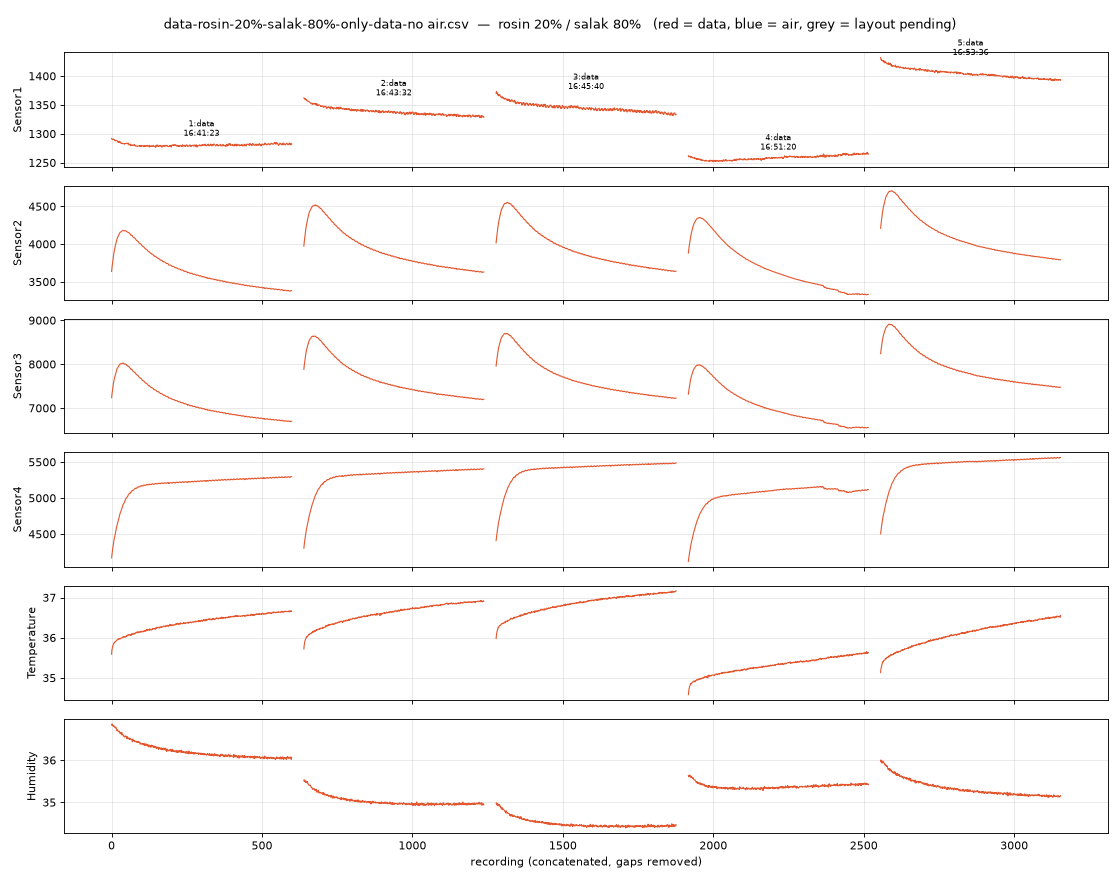 data-rosin-20%-salak-80%-only-data-no air.csv — rosin 20% / salak 80% (red = data, blue = air, grey = layout pending)
Sensor1
1400
1350
1300
1250
1:data
16:41:23
2:data
16:43:32
3:data
16:45:40
4:data
16:51:20
5:data
16:53:36
Sensor2
4500
4000
3500
Sensor3
9000
8000
7000
Sensor4
5500
5000
4500
Temperature
37
36
35
Humidity
36
35
0 500 1000 1500 2000 2500 3000
recording (concatenated, gaps removed)